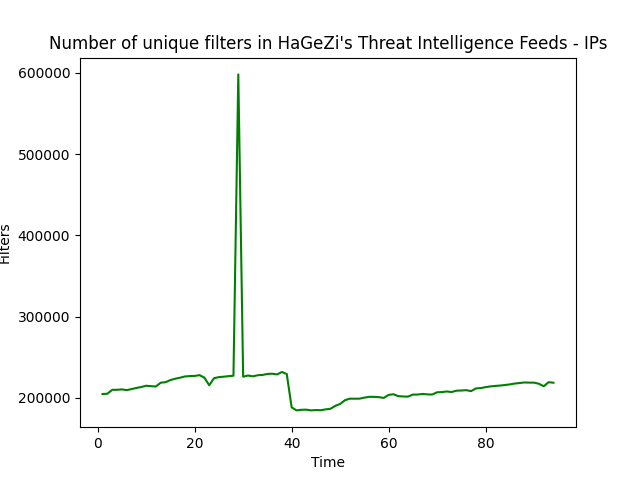 Number of unique filters in HaGeZi's Threat Intelligence Feeds - IPs
600000
500000
400000
300000
200000
Filters
0 20 40 60 80
Time